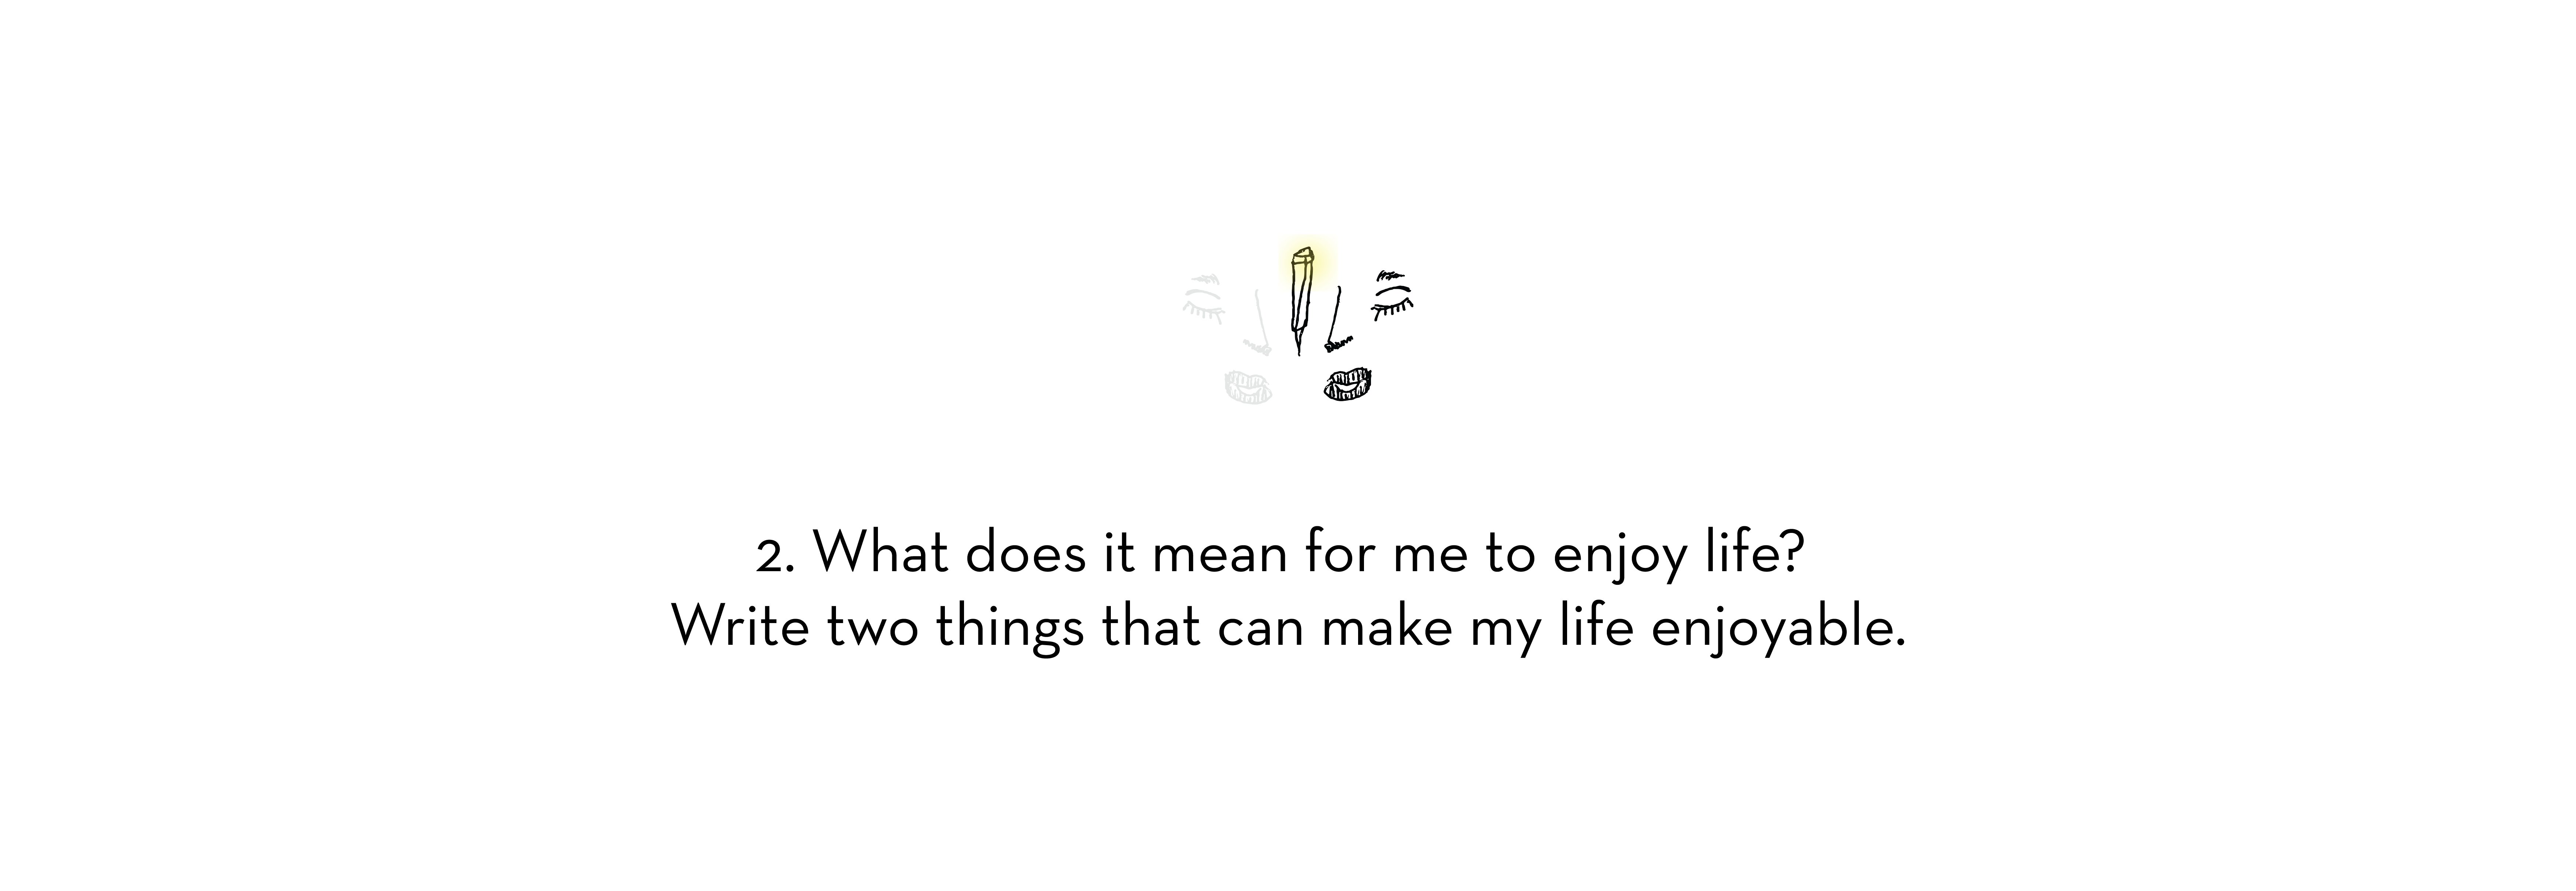 2. What does it mean for me to enjoy life?
Write two things that can make my life enjoyable.